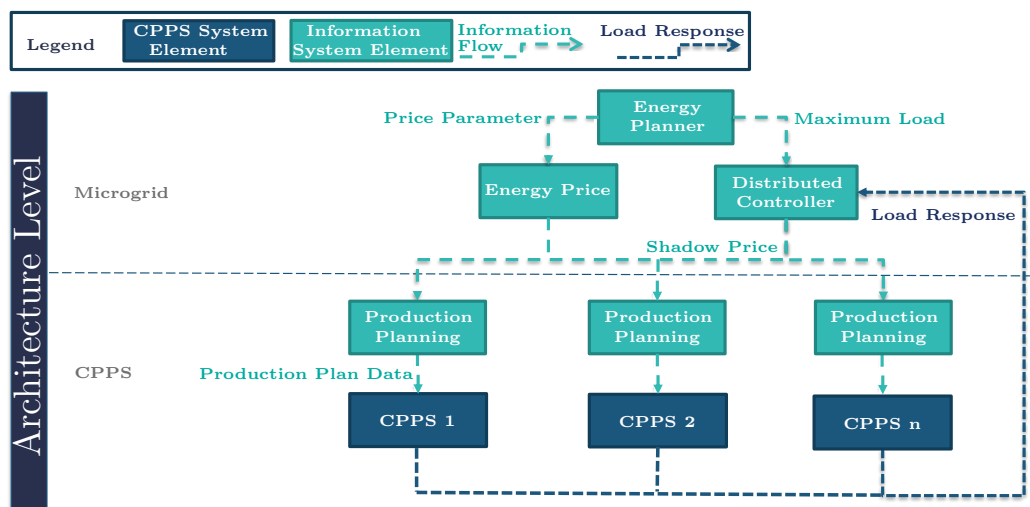 Legend
CPPS System
Element
Information
System Element
Information
Flow
Load Response
Architecture Level
Microgrid
Energy
Planner
Price Parameter
Maximum Load
Energy Price
Distributed
Controller
Load Response
Shadow Price
CPPS
Production
Planning
Production
Planning
Production
Planning
Production Plan Data
CPPS 1
CPPS 2
CPPS n